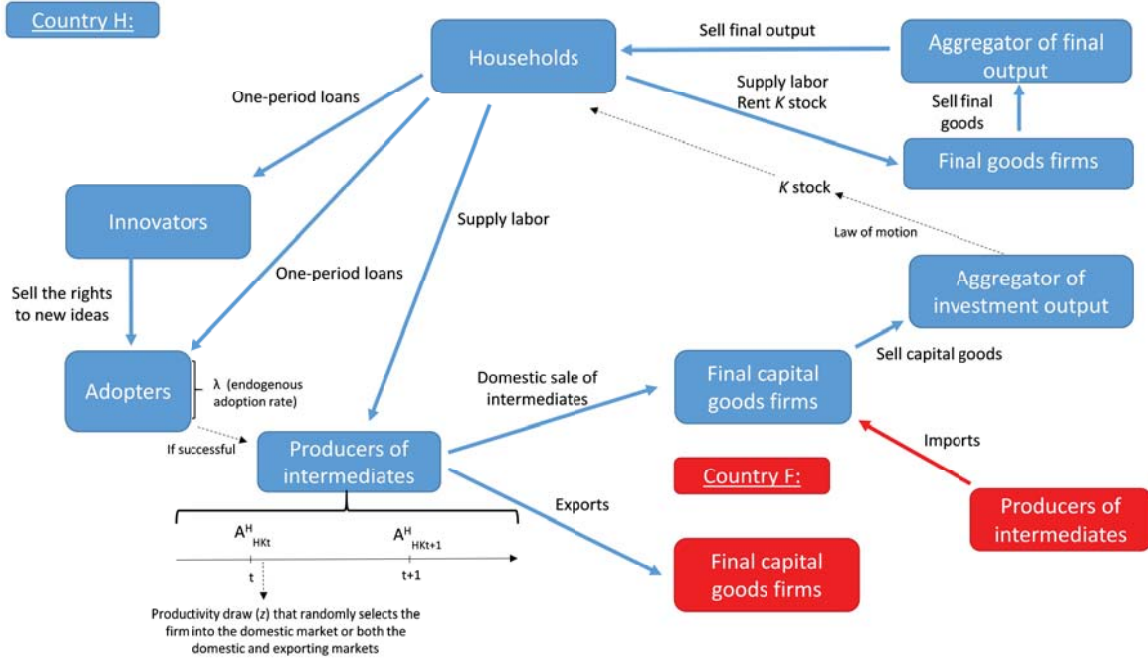 Country H:
Households
Sell final output
Aggregator of final
output
One-period loans
Supply labor
Rent K stock
Sell final
goods
Final goods firms
K stock
Innovators
Supply labor
Law of motion
One-period loans
Aggregator of
investment output
Sell the rights
to new ideas
Sell capital goods
Adopters
λ (endogenous
adoption rate)
Domestic sale of
intermediates
Final capital
goods firms
If successful
Producers of
intermediates
Imports
Country F:
Exports
Producers of
intermediates
A^H_HKt
A^H_HKt+1
Final capital
goods firms
t
t+1
Productivity draw (z) that randomly selects the
firm into the domestic market or both the
domestic and exporting markets